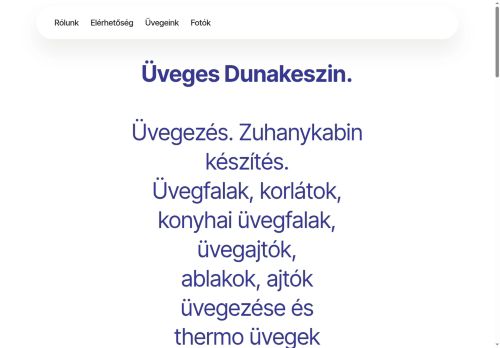 Rólunk Elérhetőség Üvegeink Fotók
Üveges Dunakeszin.
Üvegezés. Zuhanykabin
készítés.
Üvegfalak, korlátok,
konyhai üvegfalak,
üvegajtók,
ablakok, ajtók
üvegezése és
thermo üvegek